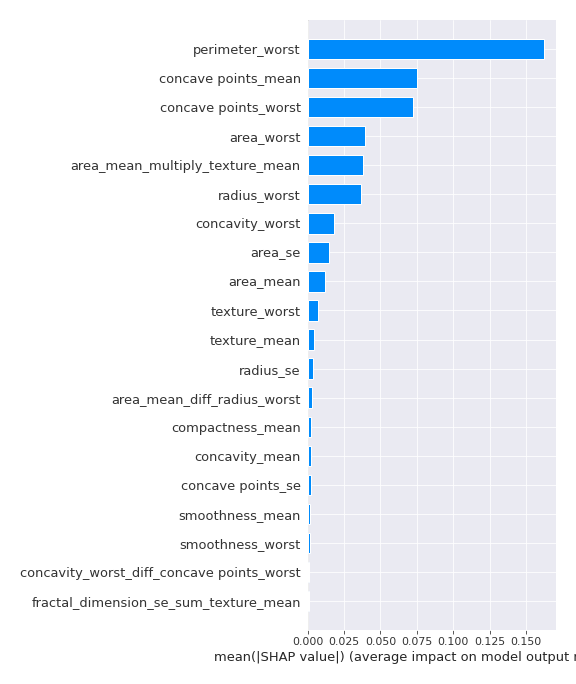 perimeter_worst
concave points_mean
concave points_worst
area_worst
area_mean_multiply_texture_mean
radius_worst
concavity_worst
area_se
area_mean
texture_worst
texture_mean
radius_se
area_mean_diff_radius_worst
compactness_mean
concavity_mean
concave points_se
smoothness_mean
smoothness_worst
concavity_worst_diff_concave points_worst
fractal_dimension_se_sum_texture_mean
0.000 0.025 0.050 0.075 0.100 0.125 0.150
mean(|SHAP value|) (average impact on model output